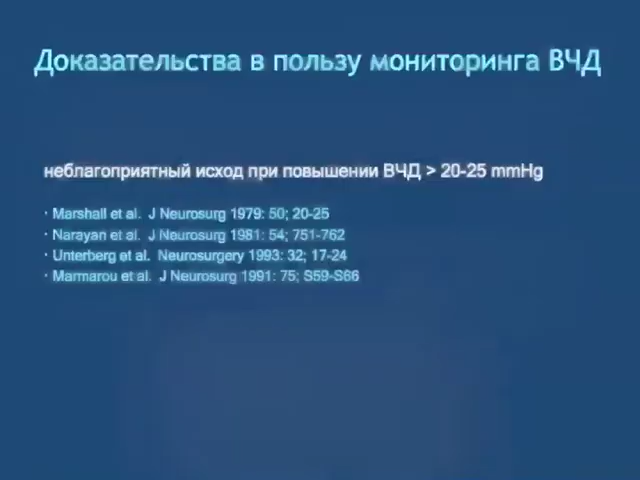 Доказательства в пользу мониторинга ВЧД
неблагоприятный исход при повышении ВЧД > 20-25 mmHg
· Marshall et al. J Neurosurg 1979: 50; 20-25
· Narayan et al. J Neurosurg 1981: 54; 751-762
· Unterberg et al. Neurosurgery 1993: 32; 17-24
· Marmarou et al. J Neurosurg 1991: 75; S59-S66